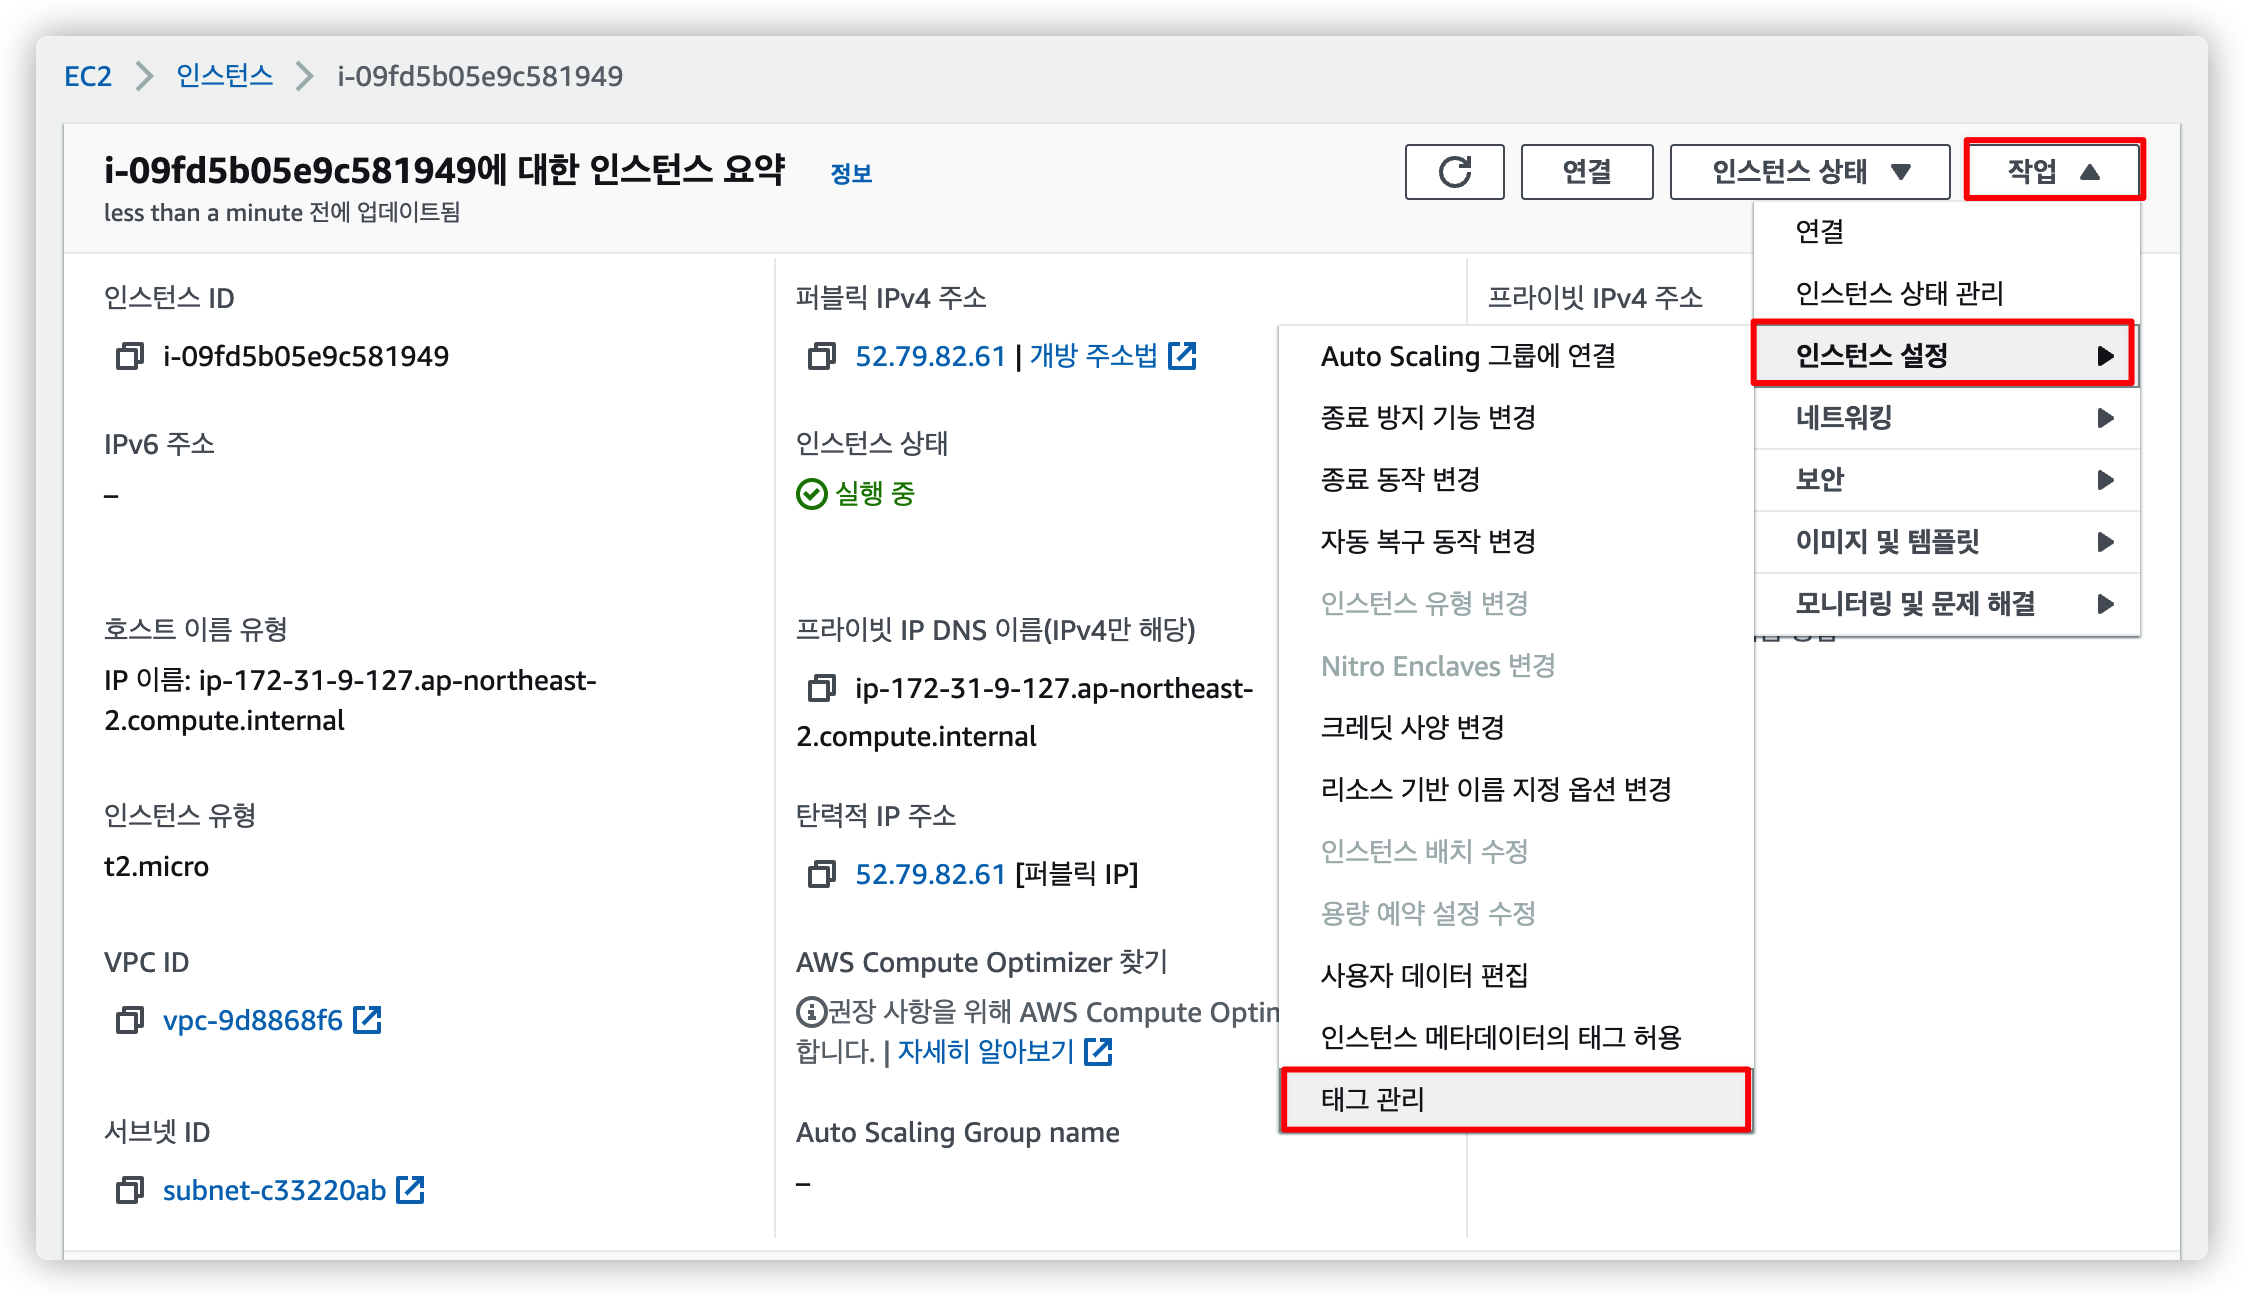 EC2 > 인스턴스 > i-09fd5b05e9c581949
i-09fd5b05e9c581949에 대한 인스턴스 요약 정보
less than a minute 전에 업데이트됨
연결
인스턴스 상태 ▼
작업 ▲
연결
인스턴스 상태 관리
인스턴스 설정
네트워킹
보안
이미지 및 템플릿
모니터링 및 문제 해결
Auto Scaling 그룹에 연결
종료 방지 기능 변경
종료 동작 변경
자동 복구 동작 변경
인스턴스 유형 변경
Nitro Enclaves 변경
크레딧 사양 변경
리소스 기반 이름 지정 옵션 변경
인스턴스 배치 수정
용량 예약 설정 수정
사용자 데이터 편집
인스턴스 메타데이터의 태그 허용
태그 관리
인스턴스 ID
i-09fd5b05e9c581949
IPv6 주소
–
호스트 이름 유형
IP 이름: ip-172-31-9-127.ap-northeast-
2.compute.internal
인스턴스 유형
t2.micro
VPC ID
vpc-9d8868f6
서브넷 ID
subnet-c33220ab
퍼블릭 IPv4 주소
52.79.82.61 | 개방 주소법
인스턴스 상태
실행 중
프라이빗 IP DNS 이름(IPv4만 해당)
ip-172-31-9-127.ap-northeast-
2.compute.internal
탄력적 IP 주소
52.79.82.61 [퍼블릭 IP]
AWS Compute Optimizer 찾기
권장 사항을 위해 AWS Compute Optin
합니다. | 자세히 알아보기
Auto Scaling Group name
–
프라이빗 IPv4 주소